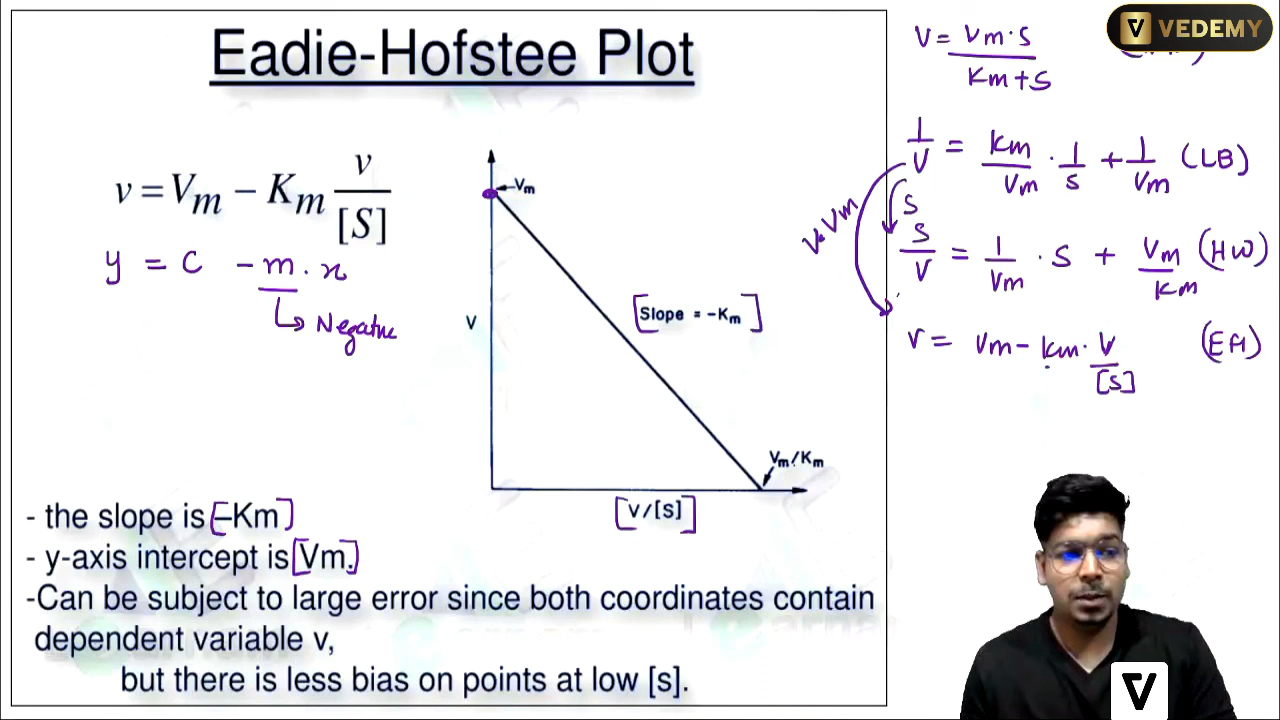 Eadie-Hofstee Plot
v = Vm − Km v/[S]
y = c - m . x
Negative
Vm
V
[Slope = -Km]
Vm/Km
[V/[S]]
- the slope is [-Km]
- y-axis intercept is [Vm.]
-Can be subject to large error since both coordinates contain
dependent variable v,
but there is less bias on points at low [s].
VEDEMY
V = Vm·S / Km+S
1/V = Km/Vm · 1/S + 1/Vm (LB)
V·Vm
S
S/V = 1/Vm · S + Vm/Km (HW)
V = Vm - Km · V/[S] (EH)